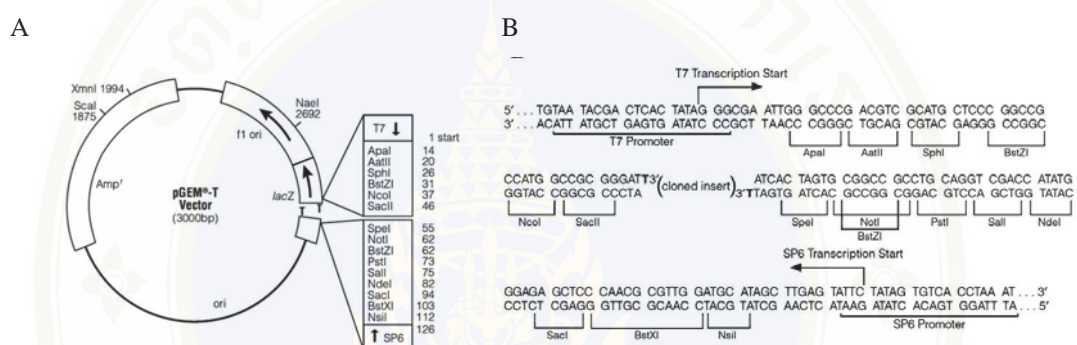 A
B
XmnI 1994
ScaI
1875
NaeI
2692
f1 ori
Ampr
pGEM®-T
Vector
(3000bp)
lacZ
T
T
ori
T7 ↓
1 start
ApaI 14
AatII 20
SphI 26
BstZI 31
NcoI 37
SacII 46
SpeI 55
NotI 62
BstZI 62
PstI 73
SalI 75
NdeI 82
SacI 94
BstXI 103
NsiI 112
126
↑ SP6
T7 Transcription Start
5′ ... TGTAA TACGA CTCAC TATAG GGCGA ATTGG GCCCG ACGTC GCATG CTCCC GGCCG
3′ ... ACATT ATGCT GAGTG ATATC CCGCT TAACC CGGGC TGCAG CGTAC GAGGG CCGGC
T7 Promoter
ApaI AatII SphI BstZI
CCATG GCCGC GGGATT3′ (cloned insert) ATCAC TAGTG CGGCC GCCTG CAGGT CGACC ATATG
GGTAC CGGCG CCCTA 3′TTAGTG ATCAC GCCGG CGGAC GTCCA GCTGG TATAC
NcoI SacII SpeI NotI PstI SalI NdeI
BstZI
SP6 Transcription Start
GGAGA GCTCC CAACG CGTTG GATGC ATAGC TTGAG TATTC TATAG TGTCA CCTAA AT ... 3′
CCTCT CGAGG GTTGC GCAAC CTACG TATCG AACTC ATAAG ATATC ACAGT GGATT TA ... 5′
SacI BstXI NsiI
SP6 Promoter